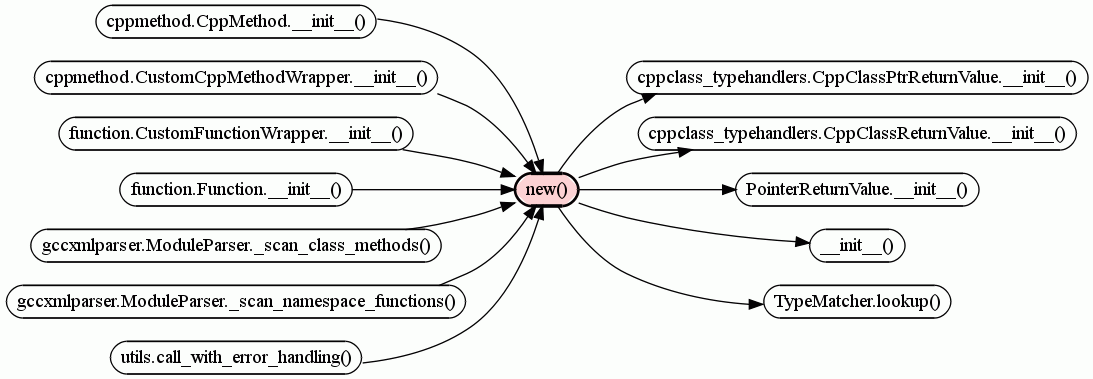 cppmethod.CppMethod.__init__()
cppmethod.CustomCppMethodWrapper.__init__()
function.CustomFunctionWrapper.__init__()
function.Function.__init__()
gccxmlparser.ModuleParser._scan_class_methods()
gccxmlparser.ModuleParser._scan_namespace_functions()
utils.call_with_error_handling()
new()
cppclass_typehandlers.CppClassPtrReturnValue.__init__()
cppclass_typehandlers.CppClassReturnValue.__init__()
PointerReturnValue.__init__()
__init__()
TypeMatcher.lookup()